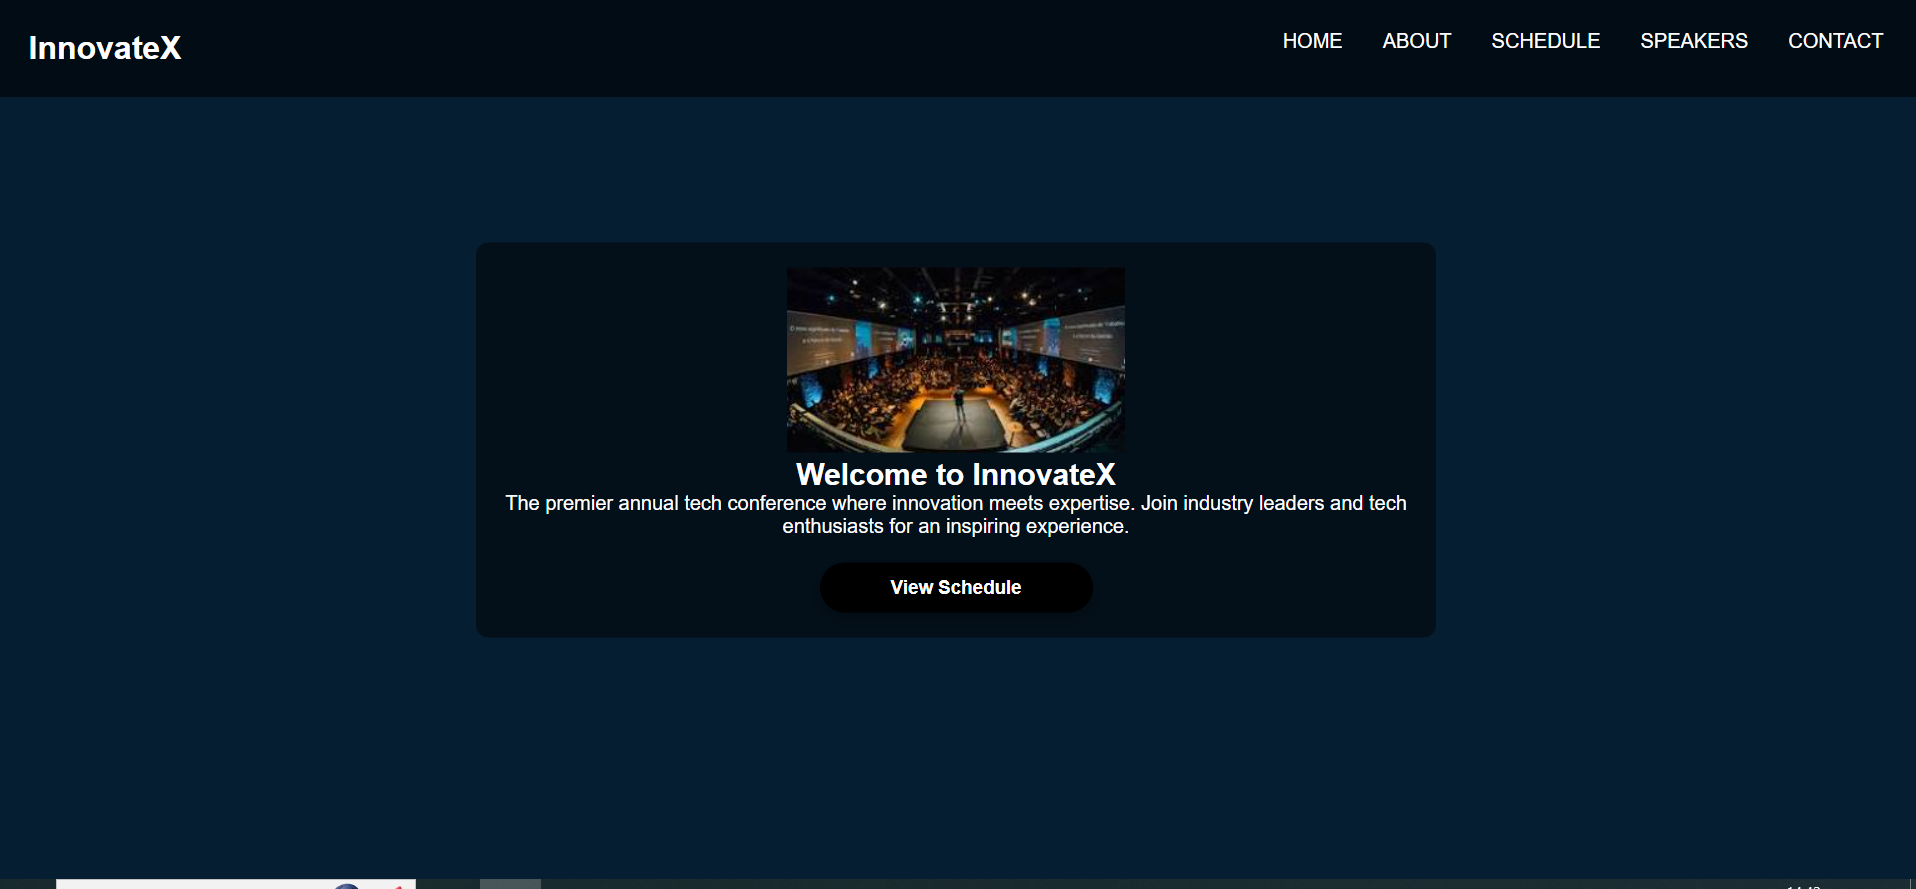 InnovateX
HOME ABOUT SCHEDULE SPEAKERS CONTACT
Welcome to InnovateX
The premier annual tech conference where innovation meets expertise. Join industry leaders and tech
enthusiasts for an inspiring experience.
View Schedule